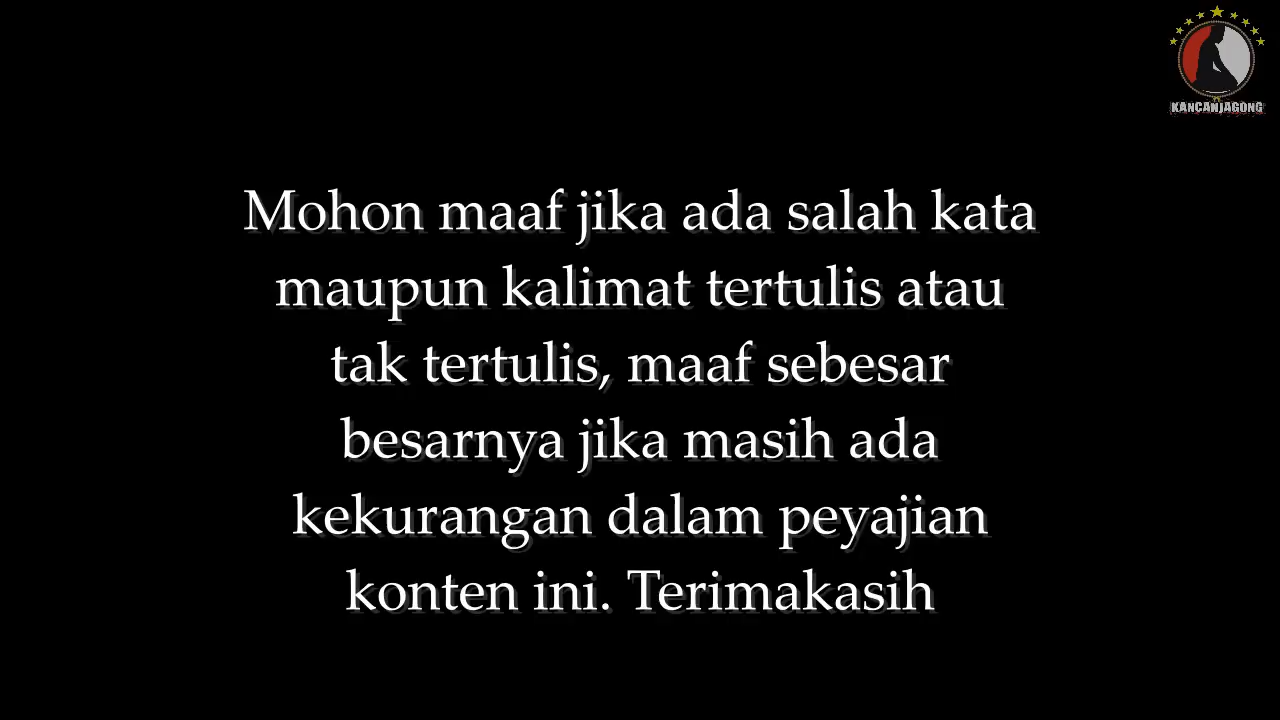 KANCANJAGONG
Mohon maaf jika ada salah kata
maupun kalimat tertulis atau
tak tertulis, maaf sebesar
besarnya jika masih ada
kekurangan dalam peyajian
konten ini. Terimakasih